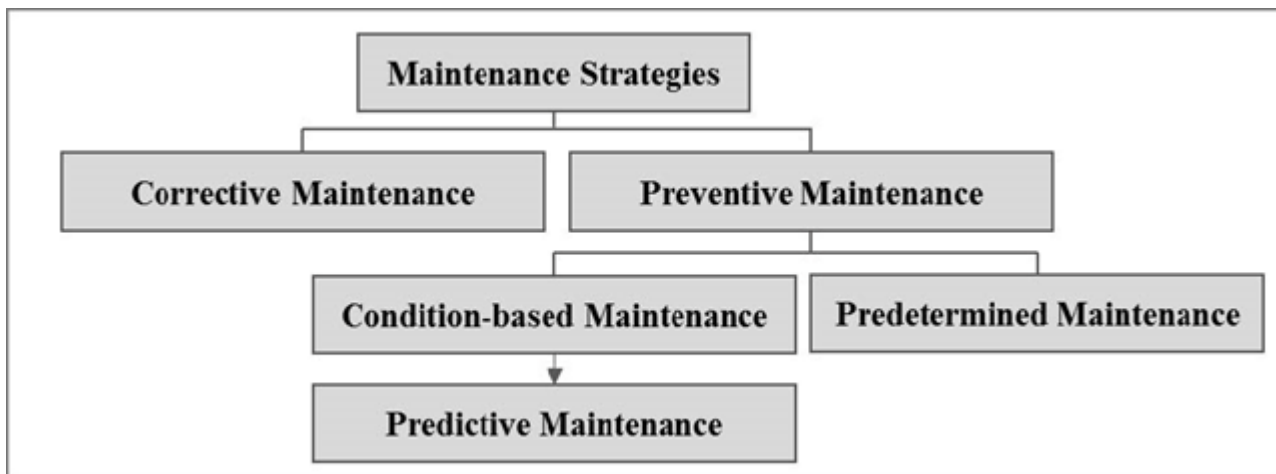 Maintenance Strategies
Corrective Maintenance
Preventive Maintenance
Condition-based Maintenance
Predetermined Maintenance
Predictive Maintenance